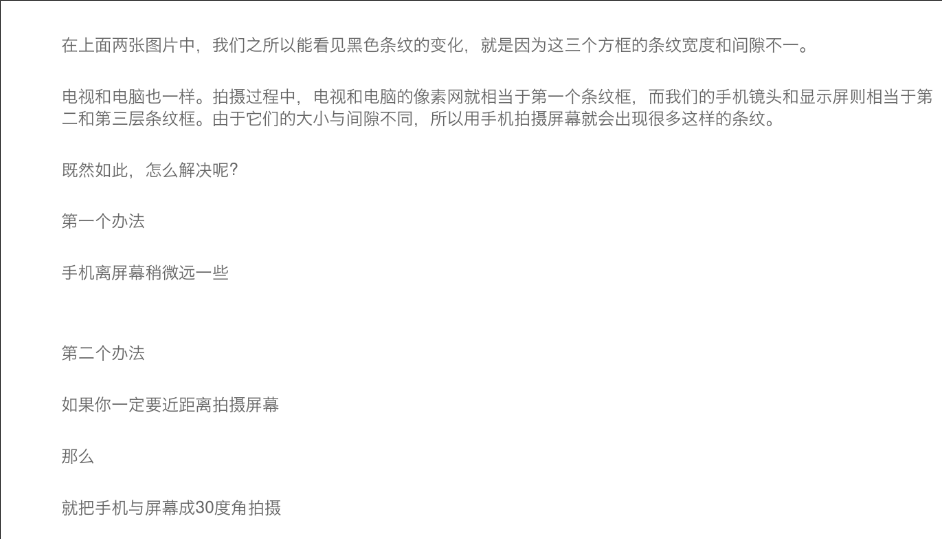 在上面两张图片中，我们之所以能看见黑色条纹的变化，就是因为这三个方框的条纹宽度和间隙不一。
电视和电脑也一样。拍摄过程中，电视和电脑的像素网就相当于第一个条纹框，而我们的手机镜头和显示屏则相当于第
二和第三层条纹框。由于它们的大小与间隙不同，所以用手机拍摄屏幕就会出现很多这样的条纹。
既然如此，怎么解决呢？
第一个办法
手机离屏幕稍微远一些
第二个办法
如果你一定要近距离拍摄屏幕
那么
就把手机与屏幕成30度角拍摄